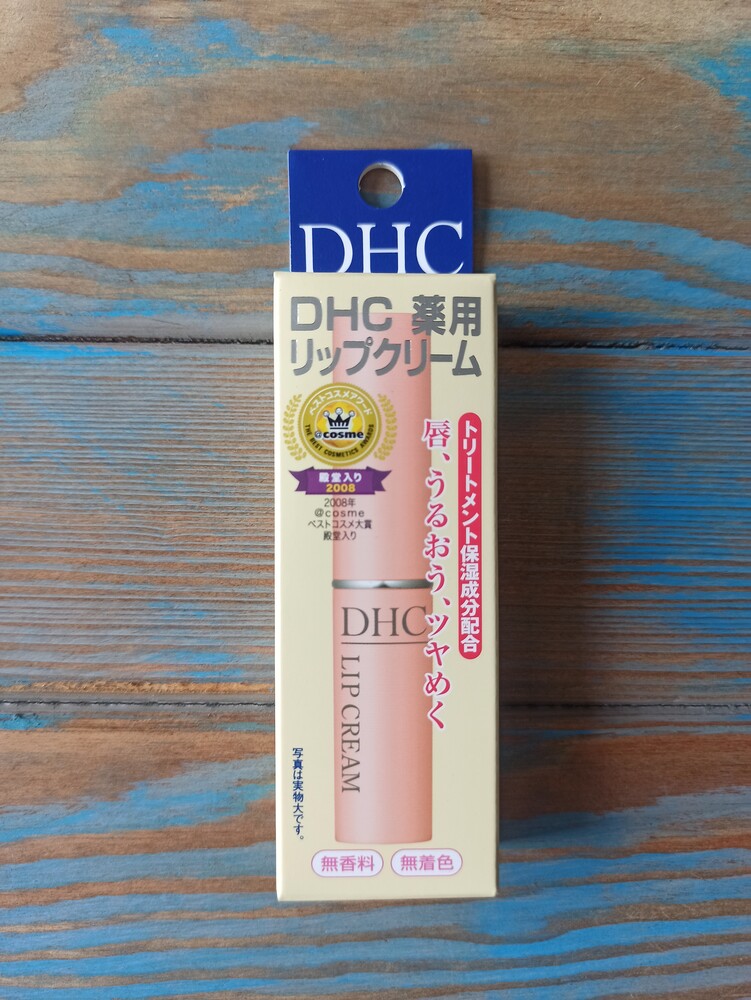 DHC
DHC 薬用
リップクリーム
ベストコスメアワード
@cosme
THE BEST COSMETICS AWARDS
殿堂入り
2008
2008年
@cosme
ベストコスメ大賞
殿堂入り
トリートメント保湿成分配合
唇、うるおう、ツヤめく
DHC
LIP CREAM
写真は実物大です。
無香料
無着色